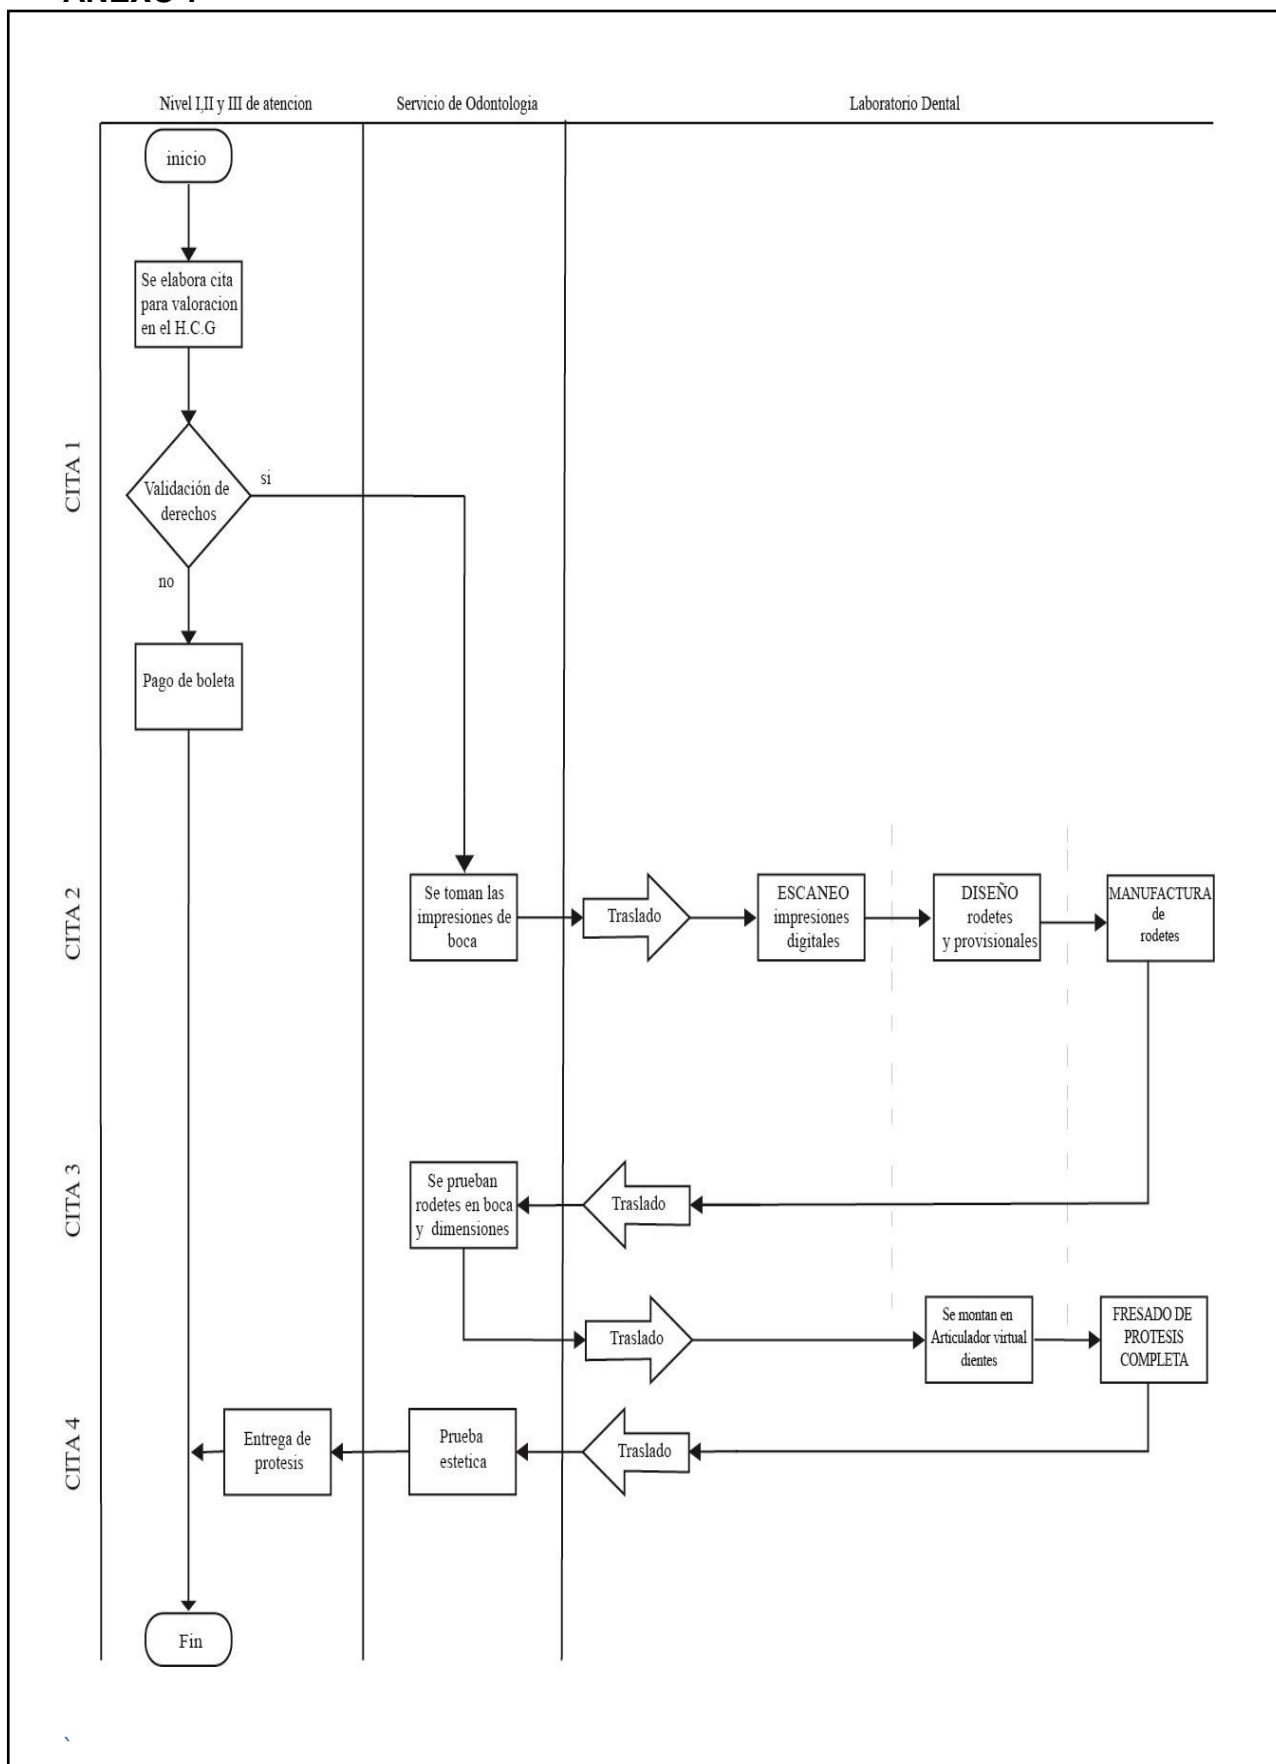 Nivel I,II y III de atencion
Servicio de Odontologia
Laboratorio Dental
inicio
Se elabora cita
para valoracion
en el H.C.G
CITA 1
Validación de
derechos
si
no
Pago de boleta
CITA 2
Se toman las
impresiones de
boca
Traslado
ESCANEO
impresiones
digitales
DISEÑO
rodetes
y provisionales
MANUFACTURA
de
rodetes
CITA 3
Se prueban
rodetes en boca
y dimensiones
Traslado
Traslado
Se montan en
Articulador virtual
dientes
FRESADO DE
PROTESIS
COMPLETA
CITA 4
Entrega de
protesis
Prueba
estetica
Traslado
Fin
`